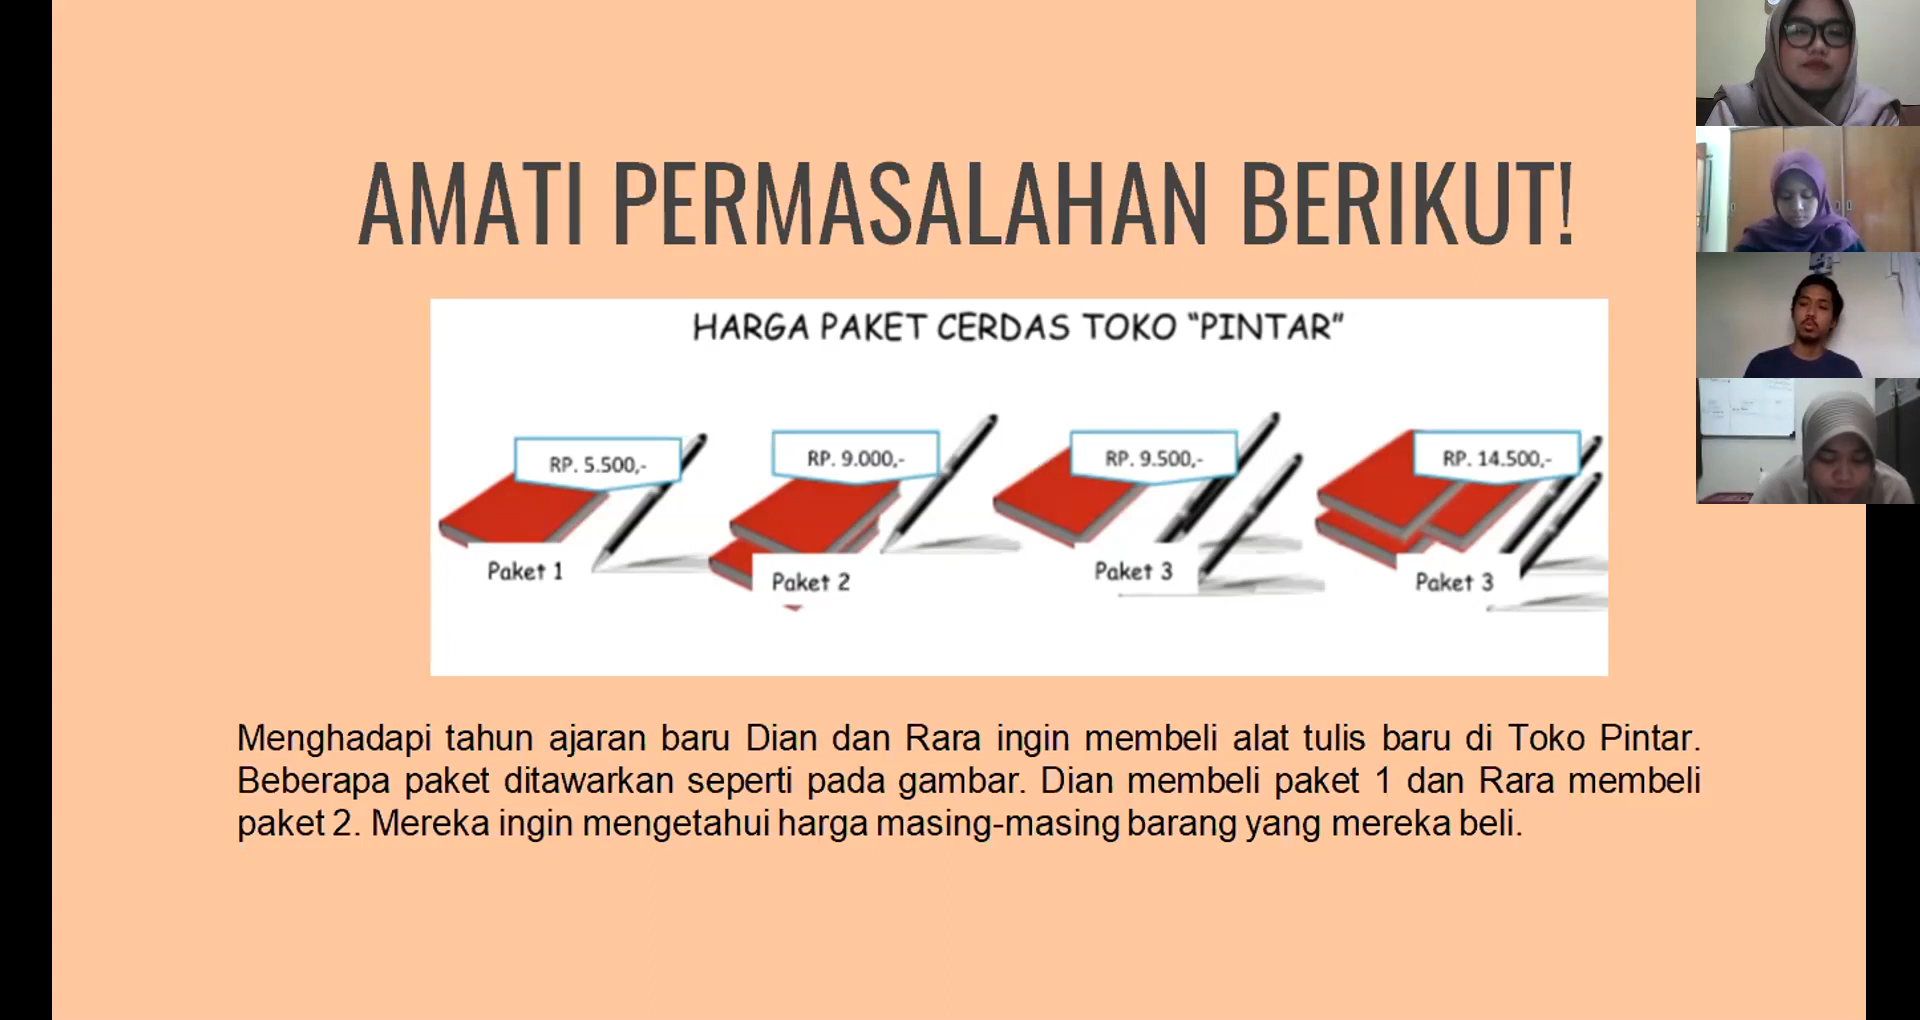 AMATI PERMASALAHAN BERIKUT!
HARGA PAKET CERDAS TOKO “PINTAR”
RP. 5.500,-
RP. 9.000,-
RP. 9.500,-
RP. 14.500,-
Paket 1
Paket 2
Paket 3
Paket 3
Menghadapi tahun ajaran baru Dian dan Rara ingin membeli alat tulis baru di Toko Pintar.
Beberapa paket ditawarkan seperti pada gambar. Dian membeli paket 1 dan Rara membeli
paket 2. Mereka ingin mengetahui harga masing-masing barang yang mereka beli.